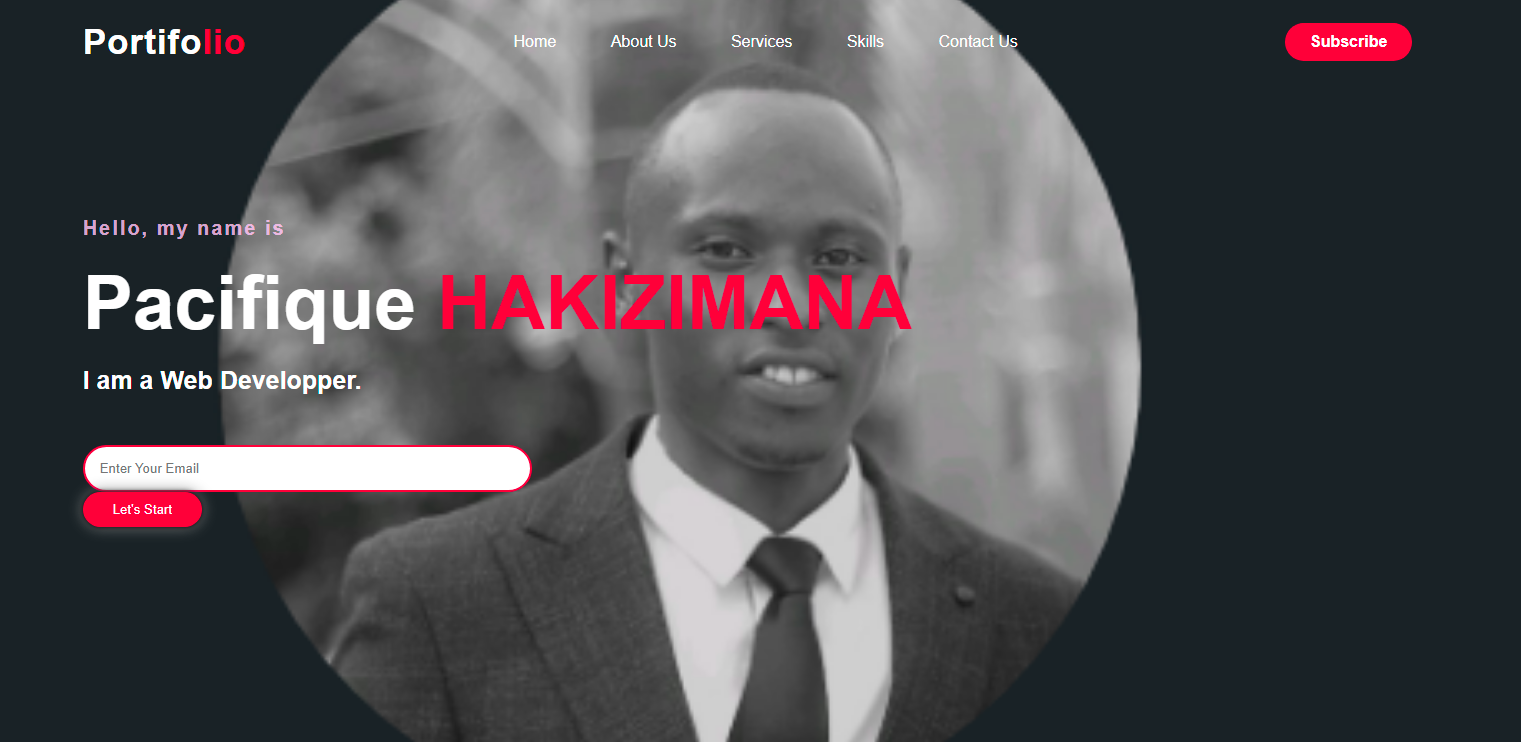 Portifolio
Home About Us Services Skills Contact Us
Subscribe
Hello, my name is
Pacifique HAKIZIMANA
I am a Web Developper.
Enter Your Email
Let's Start